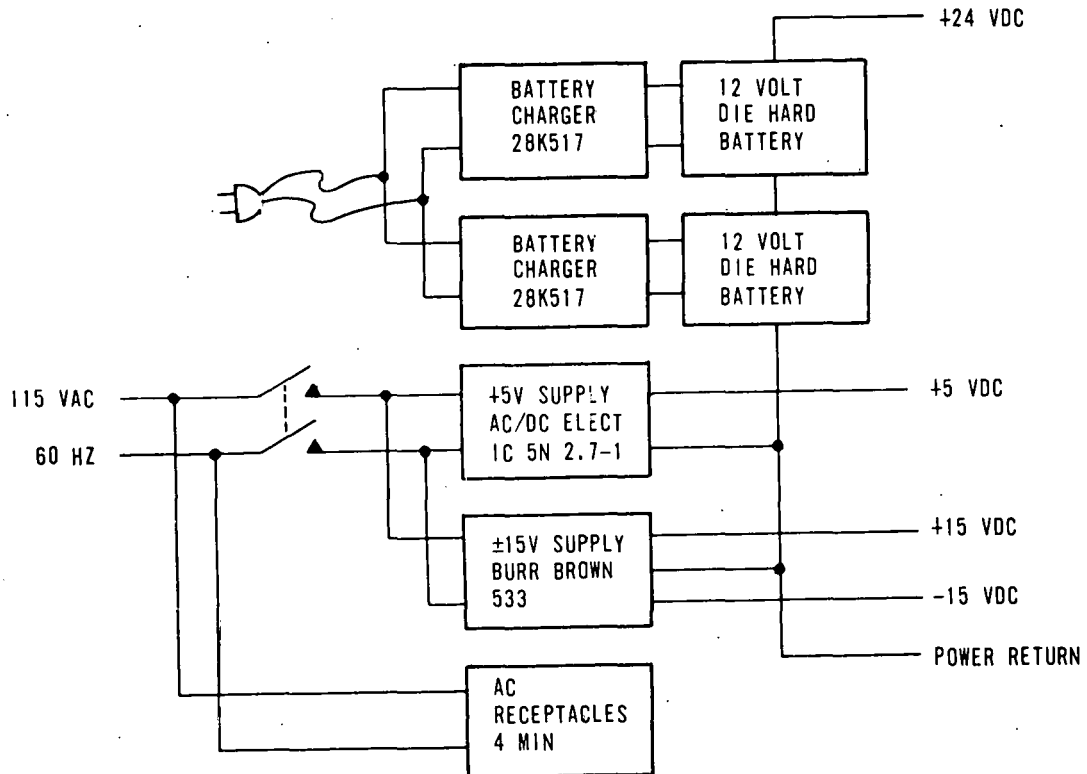 +24 VDC
BATTERY
CHARGER
28K517
12 VOLT
DIE HARD
BATTERY
BATTERY
CHARGER
28K517
12 VOLT
DIE HARD
BATTERY
115 VAC
60 HZ
+5V SUPPLY
AC/DC ELECT
IC 5N 2.7-1
+5 VDC
±15V SUPPLY
BURR BROWN
533
+15 VDC
-15 VDC
POWER RETURN
AC
RECEPTACLES
4 MIN